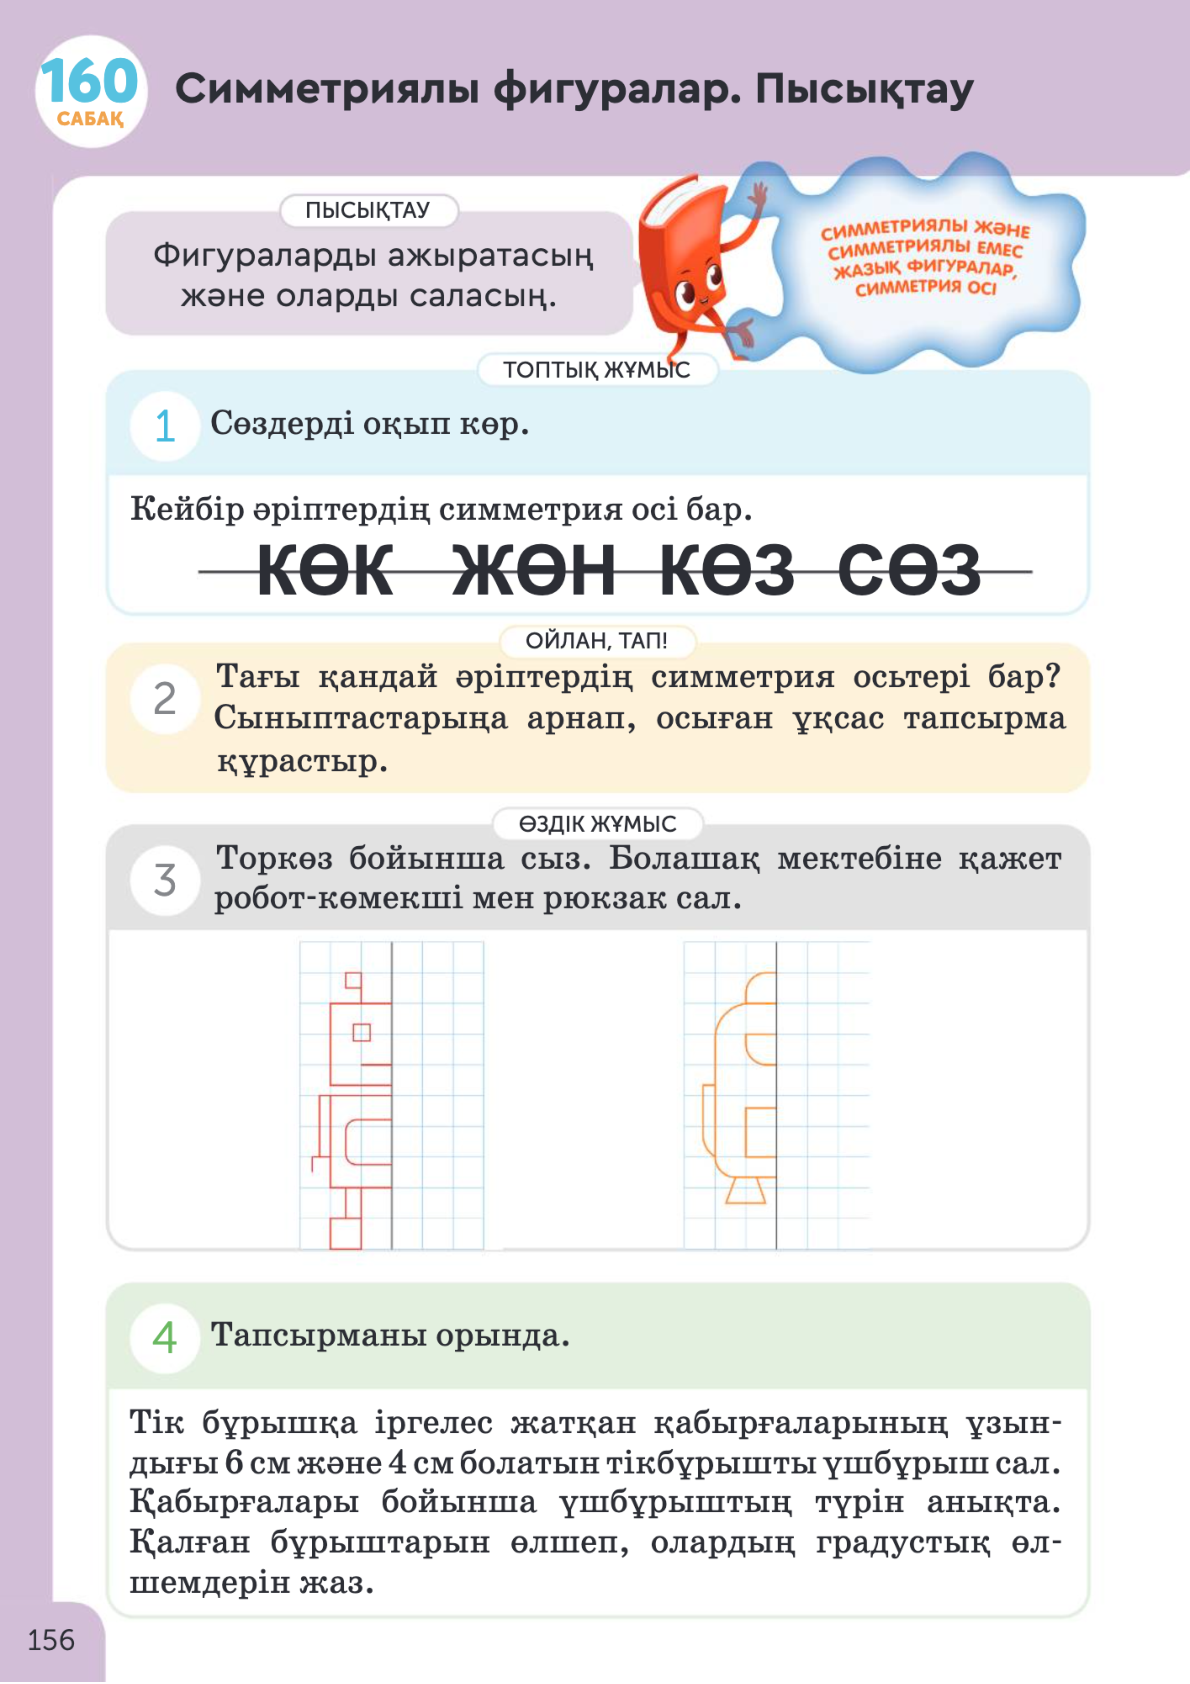 160
САБАҚ
Симметриялы фигуралар. Пысықтау
ПЫСЫҚТАУ
Фигураларды ажыратасың
және оларды саласың.
СИММЕТРИЯЛЫ ЖӘНЕ
СИММЕТРИЯЛЫ ЕМЕС
ЖАЗЫҚ ФИГУРАЛАР,
СИММЕТРИЯ ОСІ
ТОПТЫҚ ЖҰМЫС
1 Сөздерді оқып көр.
Кейбір әріптердің симметрия осі бар.
КӨК ЖӨН КӨЗ СӨЗ
ОЙЛАН, ТАП!
2 Тағы қандай әріптердің симметрия осьтері бар?
Сыныптастарыңа арнап, осыған ұқсас тапсырма
құрастыр.
ӨЗДІК ЖҰМЫС
3 Торкөз бойынша сыз. Болашақ мектебіне қажет
робот-көмекші мен рюкзак сал.
4 Тапсырманы орында.
Тік бұрышқа іргелес жатқан қабырғаларының ұзын-
дығы 6 см және 4 см болатын тікбұрышты үшбұрыш сал.
Қабырғалары бойынша үшбұрыштың түрін анықта.
Қалған бұрыштарын өлшеп, олардың градустық өл-
шемдерін жаз.
156